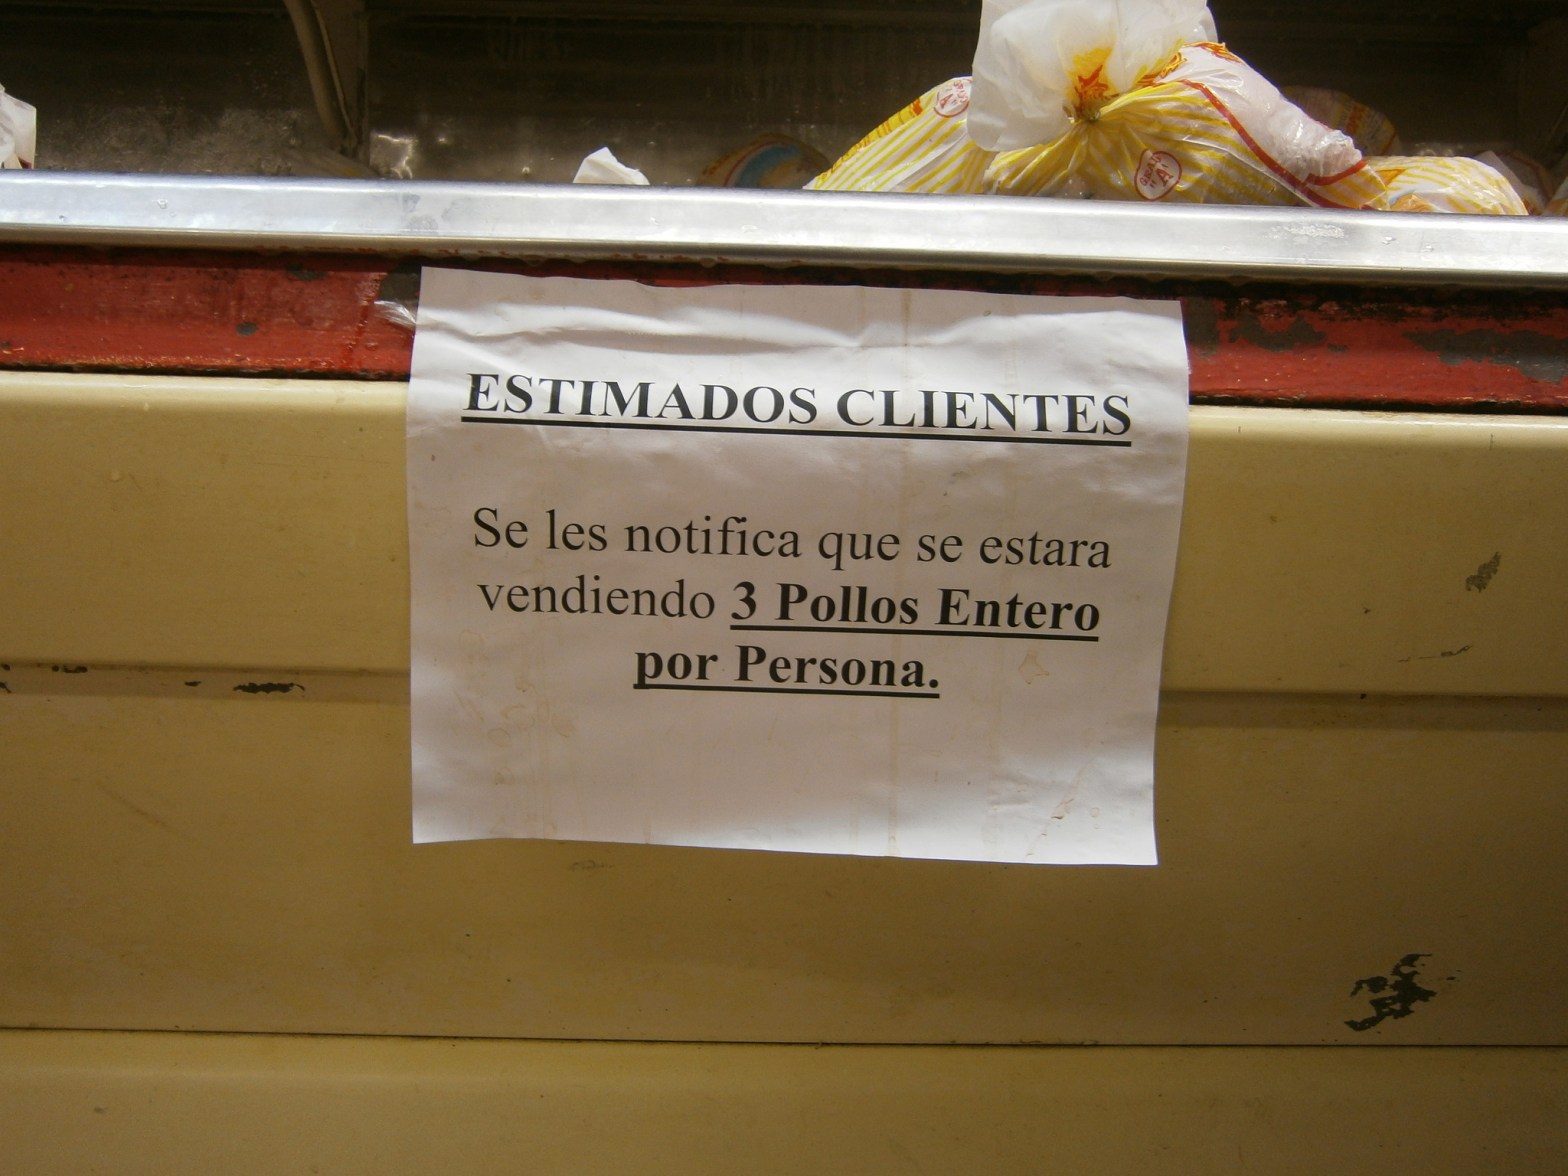 ESTIMADOS CLIENTES
Se les notifica que se estara
vendiendo 3 Pollos Entero
por Persona.